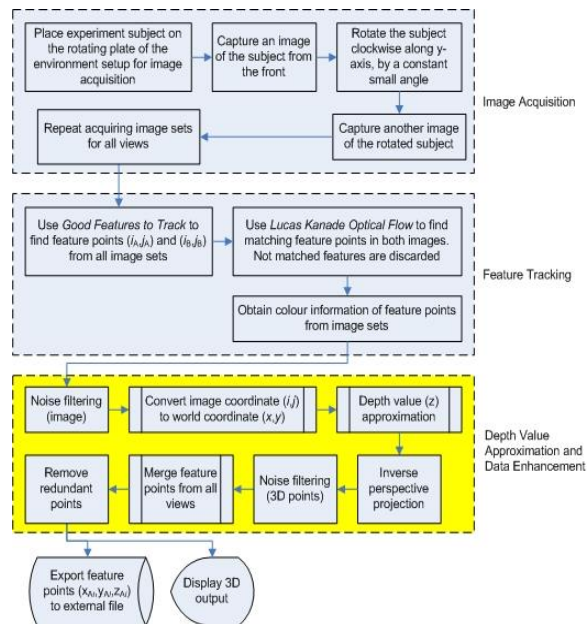 Place experiment subject on
the rotating plate of the
environment setup for image
acquisition
Capture an image
of the subject from
the front
Rotate the subject
clockwise along y-
axis, by a constant
small angle
Repeat acquiring image sets
for all views
Capture another image
of the rotated subject
Image Acquisition
Use Good Features to Track to
find feature points (iA,jA) and (iB,jB)
from all image sets
Use Lucas Kanade Optical Flow to find
matching feature points in both images.
Not matched features are discarded
Obtain colour information of feature points
from image sets
Feature Tracking
Noise filtering
(image)
Convert image coordinate (i,j)
to world coordinate (x,y)
Depth value (z)
approximation
Remove
redundant
points
Merge feature
points from all
views
Noise filtering
(3D points)
Inverse
perspective
projection
Depth Value
Approximation and
Data Enhancement
Export feature
points (xAi,yAi,zAi)
to external file
Display 3D
output